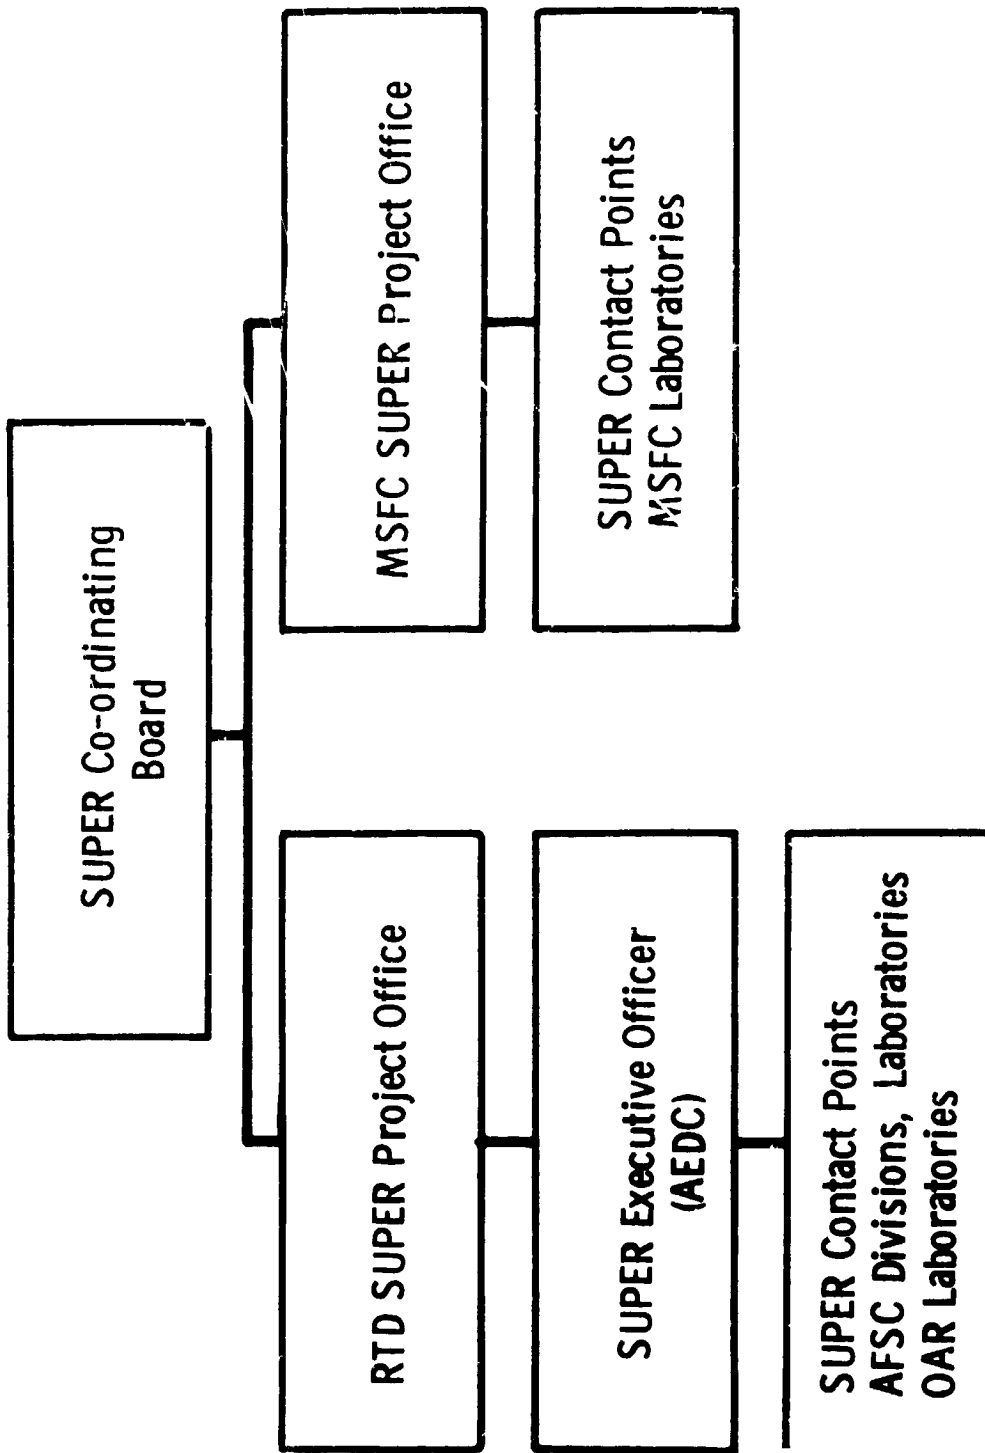 SUPER Co-ordinating
Board
RTD SUPER Project Office
MSFC SUPER Project Office
SUPER Executive Officer
(AEDC)
SUPER Contact Points
MSFC Laboratories
SUPER Contact Points
AFSC Divisions, Laboratories
OAR Laboratories